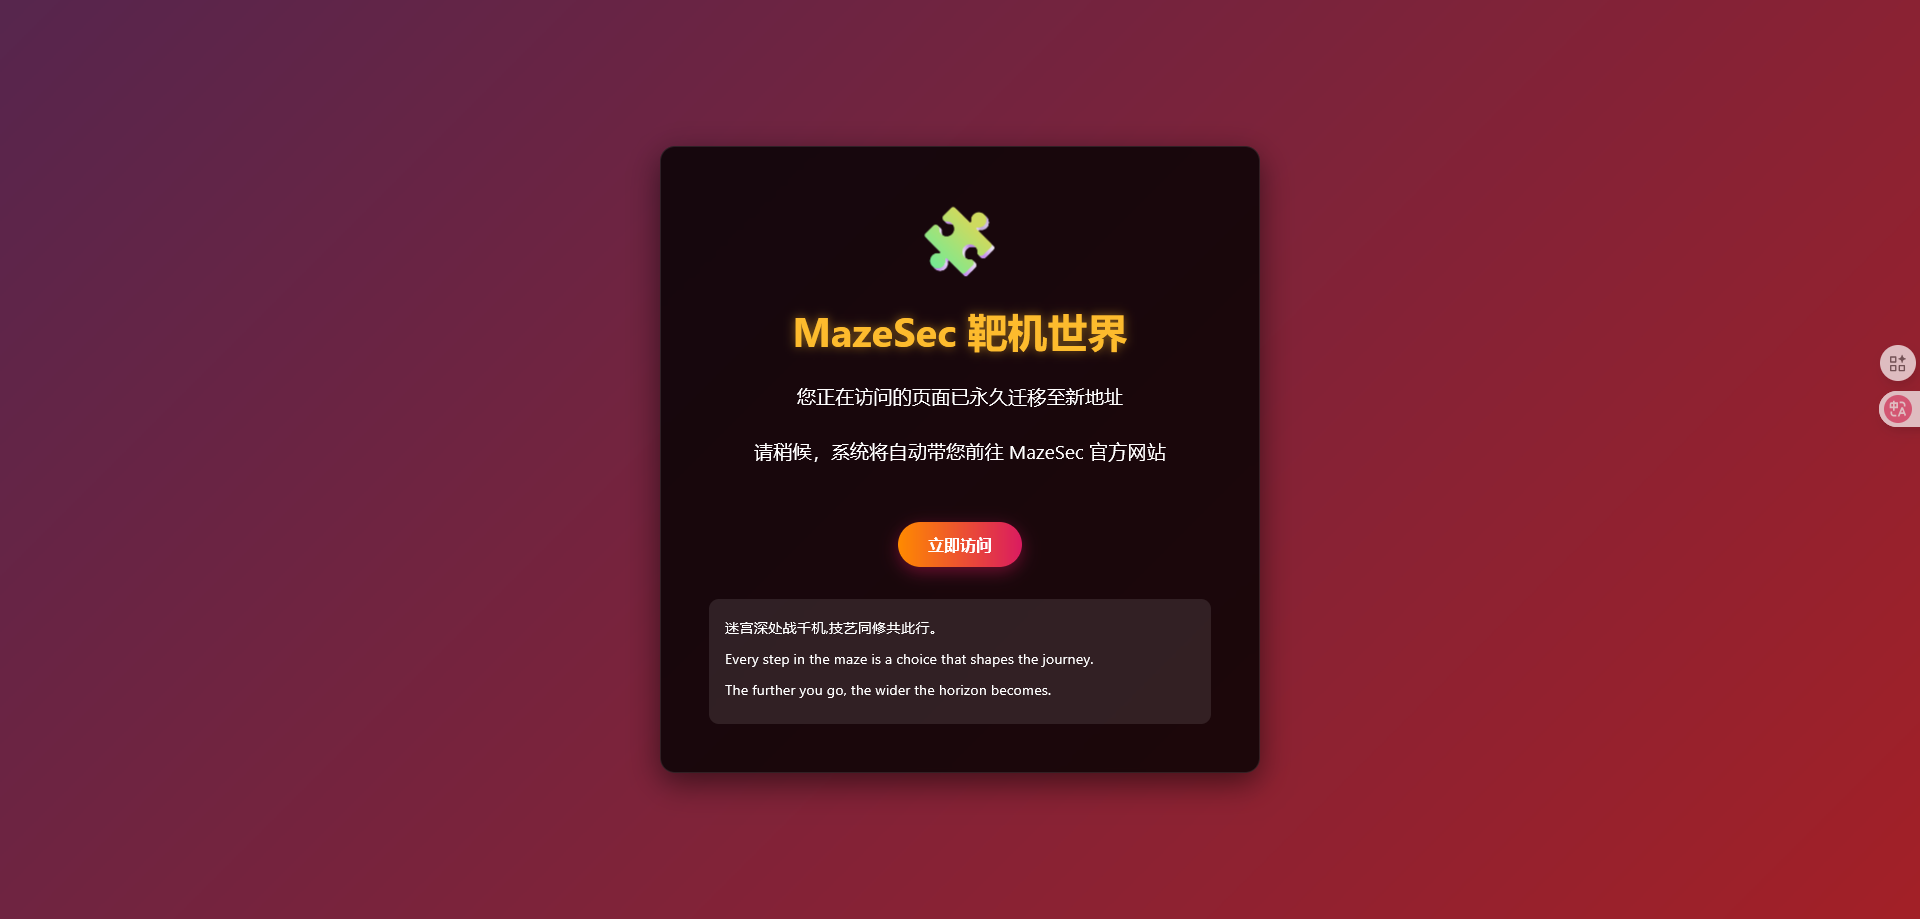 MazeSec 靶机世界
您正在访问的页面已永久迁移至新地址
请稍候，系统将自动带您前往 MazeSec 官方网站
立即访问
迷宫深处战千机,技艺同修共此行。
Every step in the maze is a choice that shapes the journey.
The further you go, the wider the horizon becomes.
中A